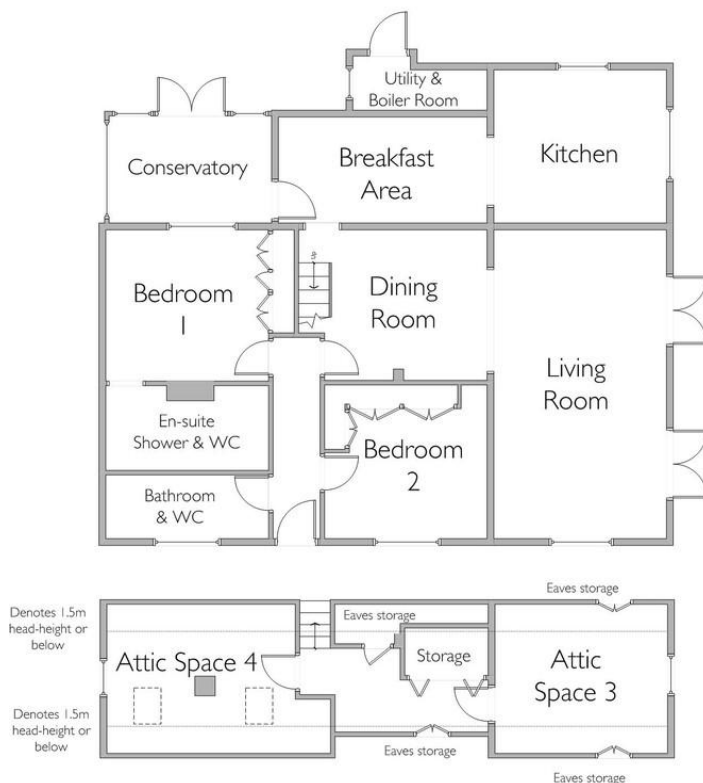 Utility &
Boiler Room
Conservatory
Breakfast
Area
Kitchen
Bedroom
1
Up
Dining
Room
Living
Room
En-suite
Shower & WC
Bedroom
2
Bathroom
& WC
Denotes 1.5m
head-height or
below
Eaves storage
Eaves storage
Attic Space 4
Storage
Attic
Space 3
Denotes 1.5m
head-height or
below
Eaves storage
Eaves storage